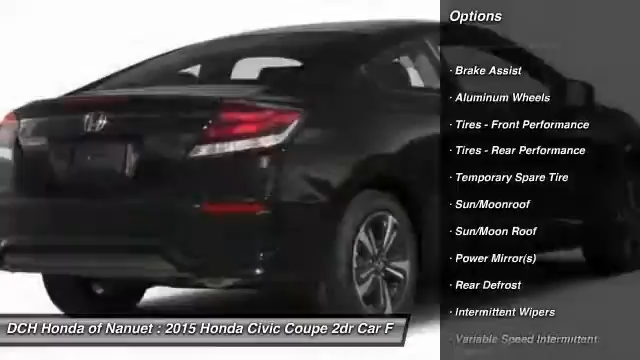 Options
· Brake Assist
· Aluminum Wheels
· Tires - Front Performance
· Tires - Rear Performance
· Temporary Spare Tire
· Sun/Moonroof
· Sun/Moon Roof
· Power Mirror(s)
· Rear Defrost
· Intermittent Wipers
· Variable Speed Intermittent
DCH Honda of Nanuet : 2015 Honda Civic Coupe 2dr Car F